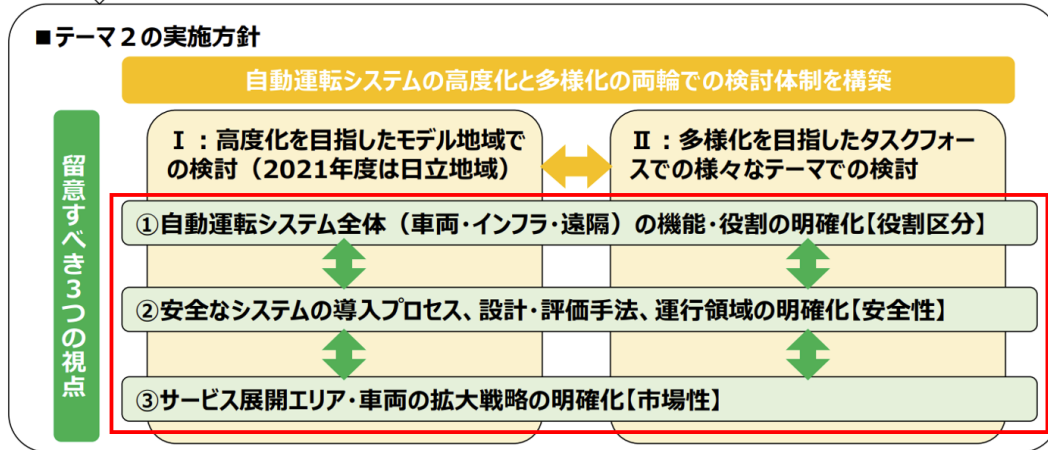 ■テーマ2の実施方針
自動運転システムの高度化と多様化の両輪での検討体制を構築
留意すべき3つの視点
Ⅰ：高度化を目指したモデル地域で
の検討（2021年度は日立地域）
Ⅱ：多様化を目指したタスクフォー
スでの様々なテーマでの検討
①自動運転システム全体（車両・インフラ・遠隔）の機能・役割の明確化【役割区分】
②安全なシステムの導入プロセス、設計・評価手法、運行領域の明確化【安全性】
③サービス展開エリア・車両の拡大戦略の明確化【市場性】